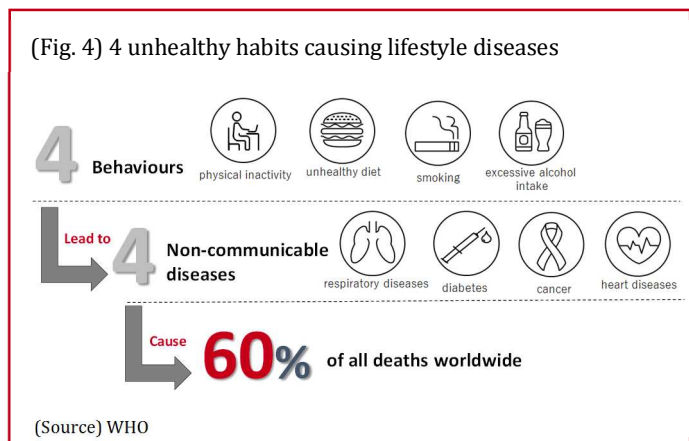 (Fig. 4) 4 unhealthy habits causing lifestyle diseases
4 Behaviours
physical inactivity
unhealthy diet
smoking
excessive alcohol
intake
Lead to
4 Non-communicable
diseases
respiratory diseases
diabetes
cancer
heart diseases
Cause
60% of all deaths worldwide
(Source) WHO